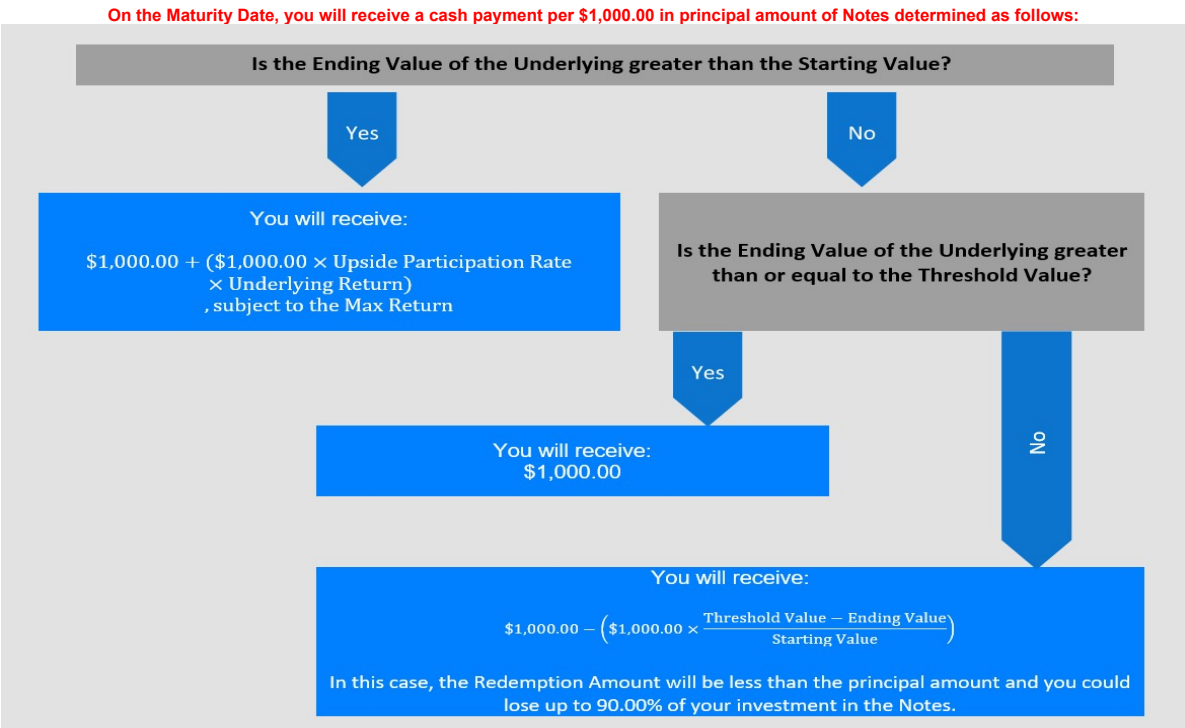 On the Maturity Date, you will receive a cash payment per $1,000.00 in principal amount of Notes determined as follows:
Is the Ending Value of the Underlying greater than the Starting Value?
Yes
No
You will receive:
$1,000.00 + ($1,000.00 × Upside Participation Rate
× Underlying Return)
, subject to the Max Return
Is the Ending Value of the Underlying greater
than or equal to the Threshold Value?
Yes
No
You will receive:
$1,000.00
You will receive:
$1,000.00 − ($1,000.00 × Threshold Value − Ending Value / Starting Value)
In this case, the Redemption Amount will be less than the principal amount and you could
lose up to 90.00% of your investment in the Notes.